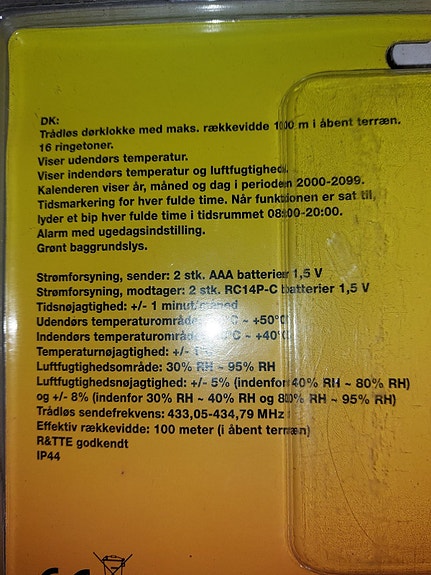 DK:
Trådløs dørklokke med maks. rækkevidde 100 m i åbent terræn.
16 ringetoner.
Viser udendørs temperatur.
Viser indendørs temperatur og luftfugtighed.
Kalenderen viser år, måned og dag i perioden 2000-2099.
Tidsmarkering for hver fulde time. Når funktionen er sat til,
lyder et bip hver fulde time i tidsrummet 08:00-20:00.
Alarm med ugedagsindstilling.
Grønt baggrundslys.
Strømforsyning, sender: 2 stk. AAA batterier 1,5 V
Strømforsyning, modtager: 2 stk. RC14P-C batterier 1,5 V
Tidsnøjagtighed: +/- 1 minut/måned
Udendørs temperaturområde: ~ +50°C
Indendørs temperaturområde: ~ +40°C
Temperaturnøjagtighed: +/-
Luftfugtighedsområde: 30% RH ~ 95% RH
Luftfugtighedsnøjagtighed: +/- 5% (indenfor 40% RH ~ 80% RH)
og +/- 8% (indenfor 30% RH ~ 40% RH og 80% RH ~ 95% RH)
Trådløs sendefrekvens: 433,05-434,79 MHz
Effektiv rækkevidde: 100 meter (i åbent terræn)
R&TTE godkendt
IP44